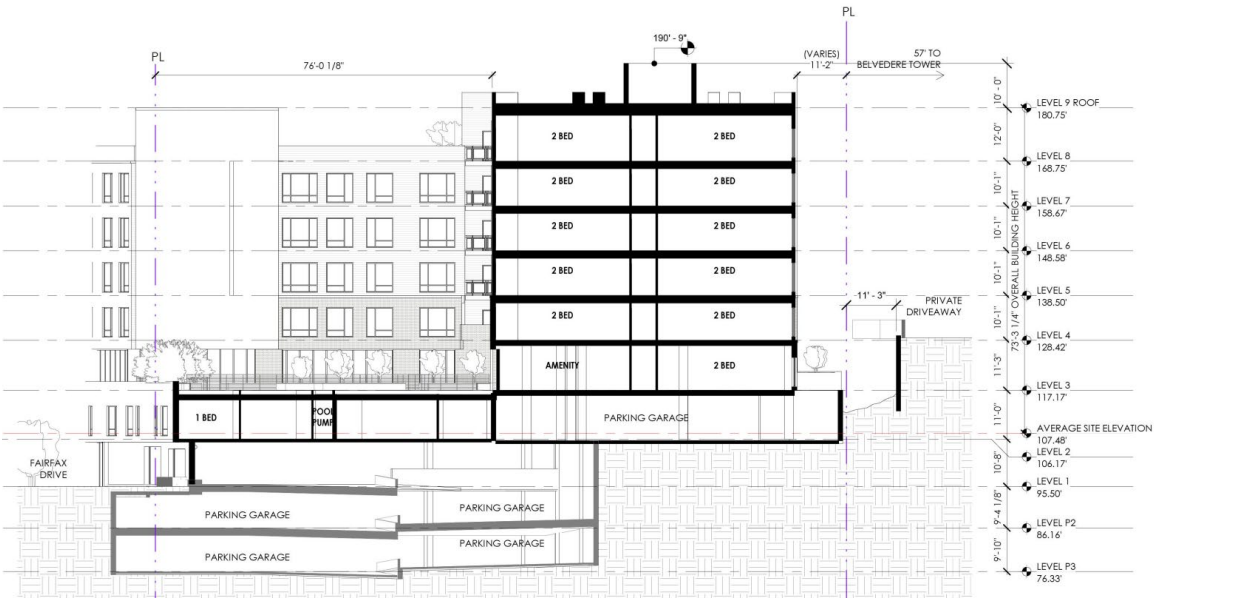 PL
PL
190' - 9"
76'-0 1/8"
(VARIES)
11'-2"
57' TO
BELVEDERE TOWER
10' - 0"
LEVEL 9 ROOF
180.75'
2 BED
2 BED
12'-0"
LEVEL 8
168.75'
2 BED
2 BED
10'-1"
LEVEL 7
158.67'
2 BED
2 BED
10'-1"
LEVEL 6
148.58'
2 BED
2 BED
10'-1"
LEVEL 5
138.50'
11' - 3"
PRIVATE
DRIVEAWAY
2 BED
2 BED
10'-1"
73'-3 1/4" OVERALL BUILDING HEIGHT
LEVEL 4
128.42'
AMENITY
2 BED
11'-3"
LEVEL 3
117.17'
1 BED
POOL
PUMP
PARKING GARAGE
11'-0"
AVERAGE SITE ELEVATION
107.48'
LEVEL 2
106.17'
FAIRFAX
DRIVE
10'-8"
LEVEL 1
95.50'
PARKING GARAGE
PARKING GARAGE
9'-4 1/8"
LEVEL P2
86.16'
PARKING GARAGE
PARKING GARAGE
9'-10"
LEVEL P3
76.33'